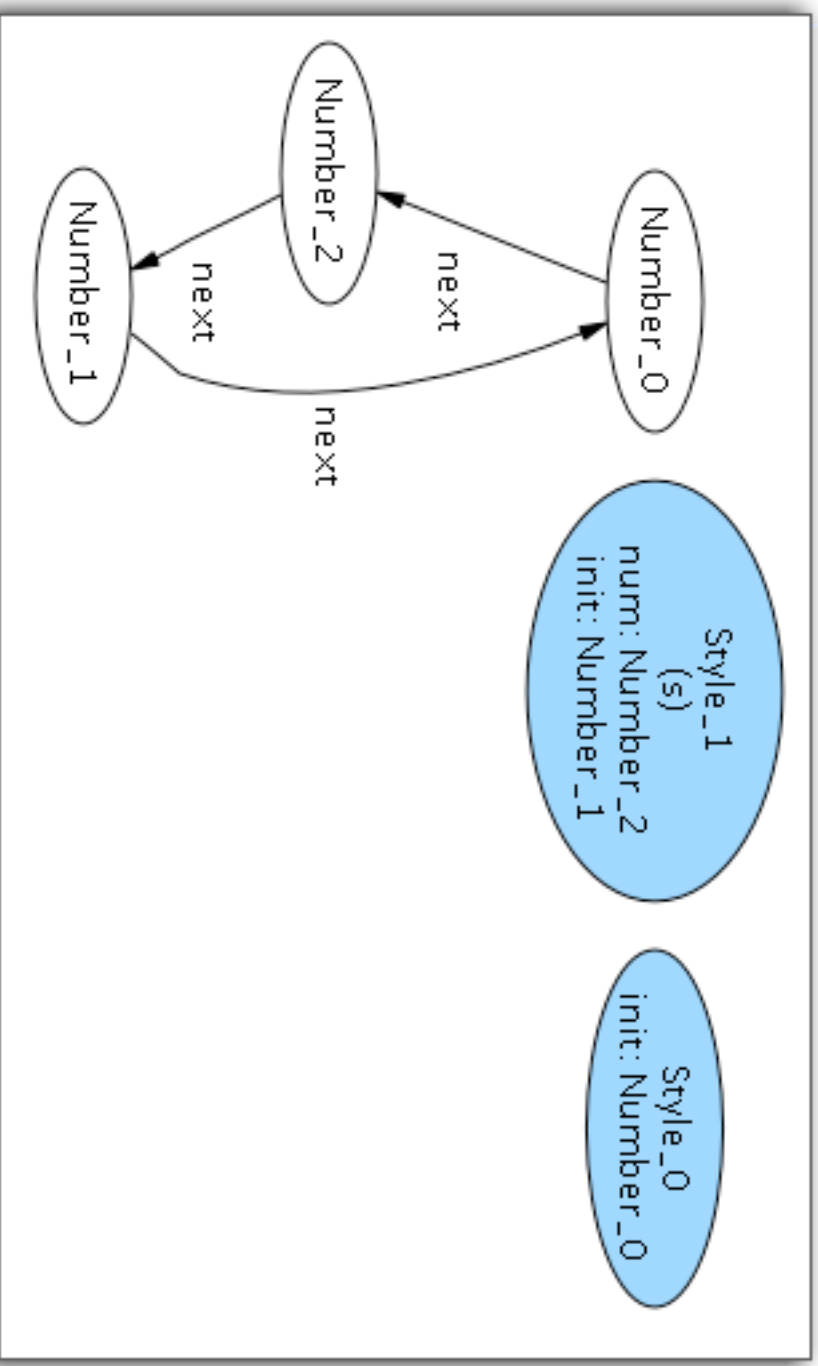 Number_0
next
Number_2
next
next
Number_1
Style_1
(s)
num: Number_2
init: Number_1
Style_0
init: Number_0